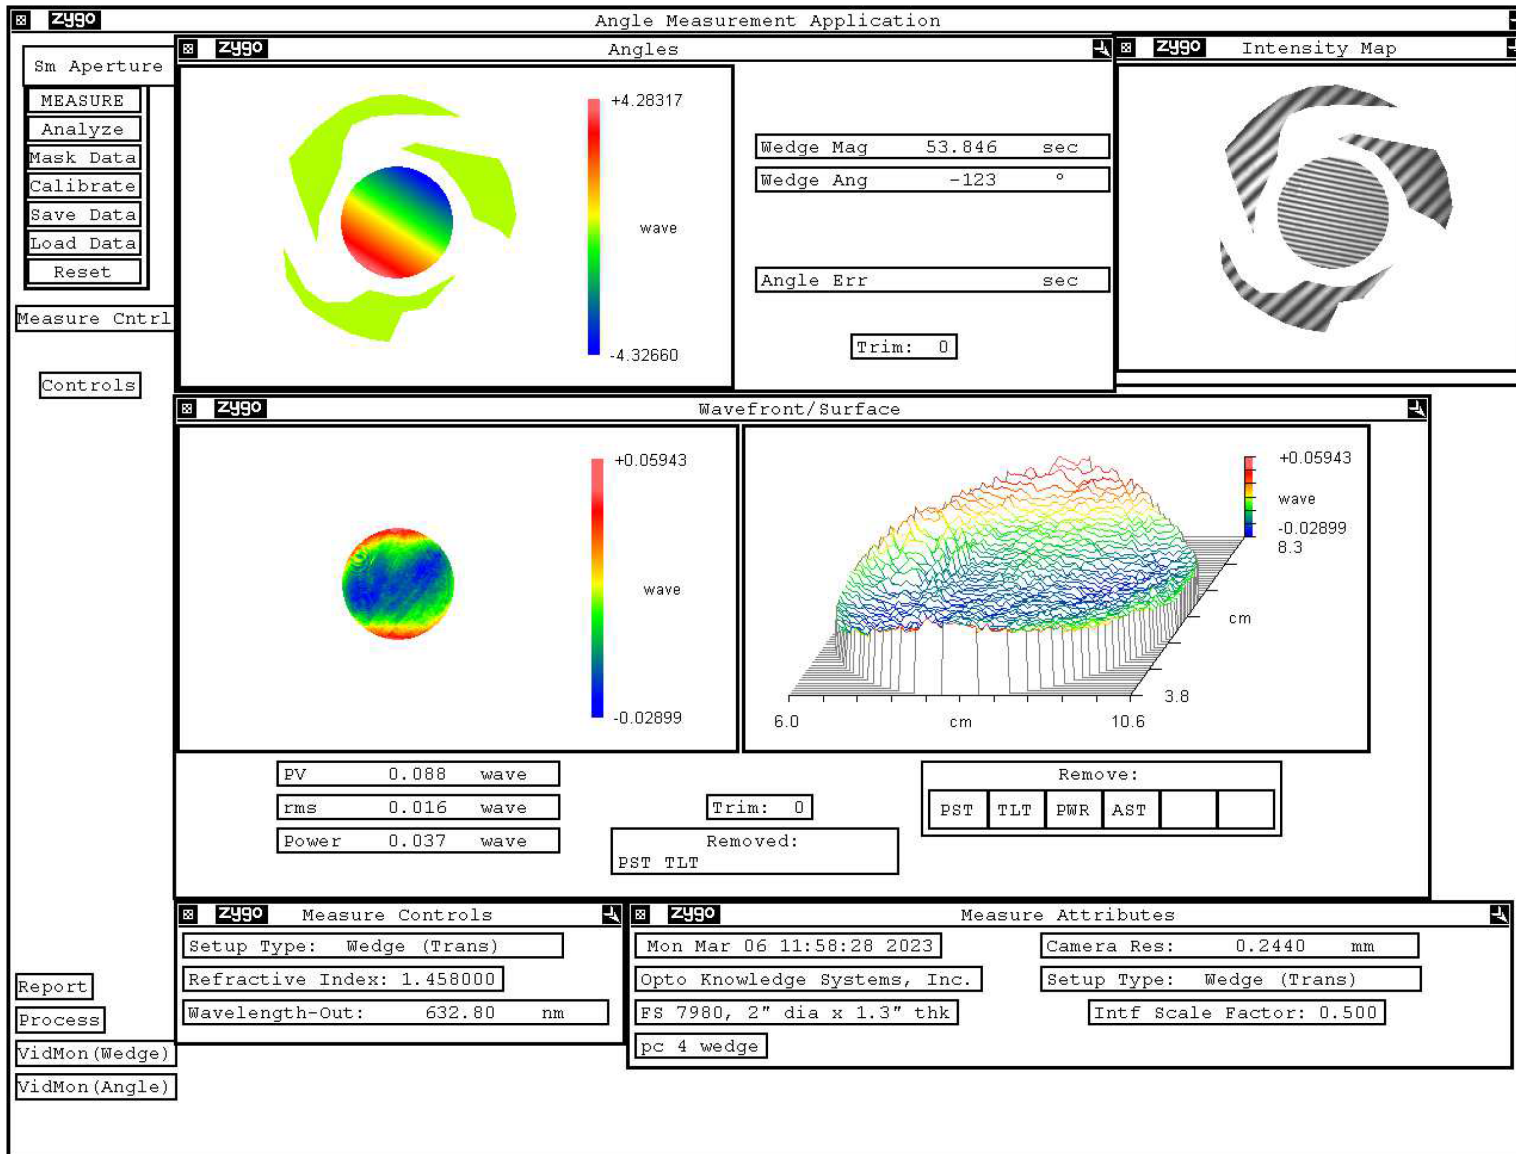 zygo Angle Measurement Application
Sm Aperture
MEASURE
Analyze
Mask Data
Calibrate
Save Data
Load Data
Reset
Measure Cntrl
Controls
zygo Angles
+4.28317
wave
-4.32660
Wedge Mag 53.846 sec
Wedge Ang -123 °
Angle Err sec
Trim: 0
zygo Intensity Map
zygo Wavefront/Surface
+0.05943
wave
-0.02899
+0.05943
wave
-0.02899
8.3
cm
3.8
6.0 cm 10.6
PV 0.088 wave
rms 0.016 wave
Power 0.037 wave
Trim: 0
Removed:
PST TLT
Remove:
PST TLT PWR AST
zygo Measure Controls
Setup Type: Wedge (Trans)
Refractive Index: 1.458000
Wavelength-Out: 632.80 nm
zygo Measure Attributes
Mon Mar 06 11:58:28 2023
Opto Knowledge Systems, Inc.
FS 7980, 2" dia x 1.3" thk
pc 4 wedge
Camera Res: 0.2440 mm
Setup Type: Wedge (Trans)
Intf Scale Factor: 0.500
Report
Process
VidMon(Wedge)
VidMon(Angle)